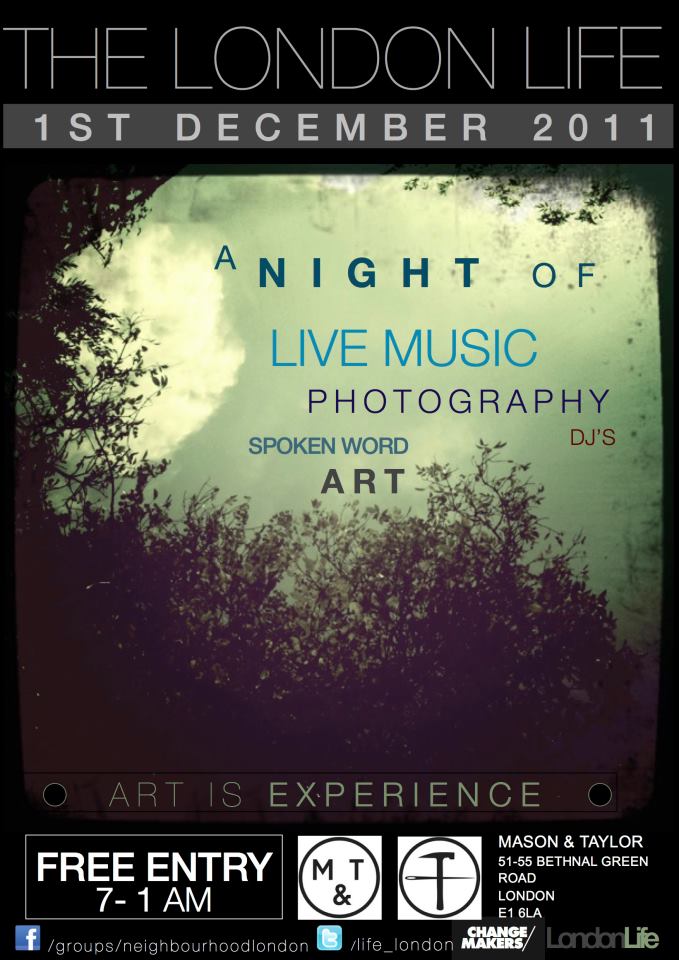 THE LONDON LIFE
1ST DECEMBER 2011
A NIGHT OF
LIVE MUSIC
PHOTOGRAPHY
DJ'S
SPOKEN WORD
ART
ART IS EXPERIENCE
FREE ENTRY
7- 1 AM
M T
&
MASON & TAYLOR
51-55 BETHNAL GREEN
ROAD
LONDON
E1 6LA
f /groups/neighbourhoodlondon t /life_london CHANGE
MAKERS/ LondonLife